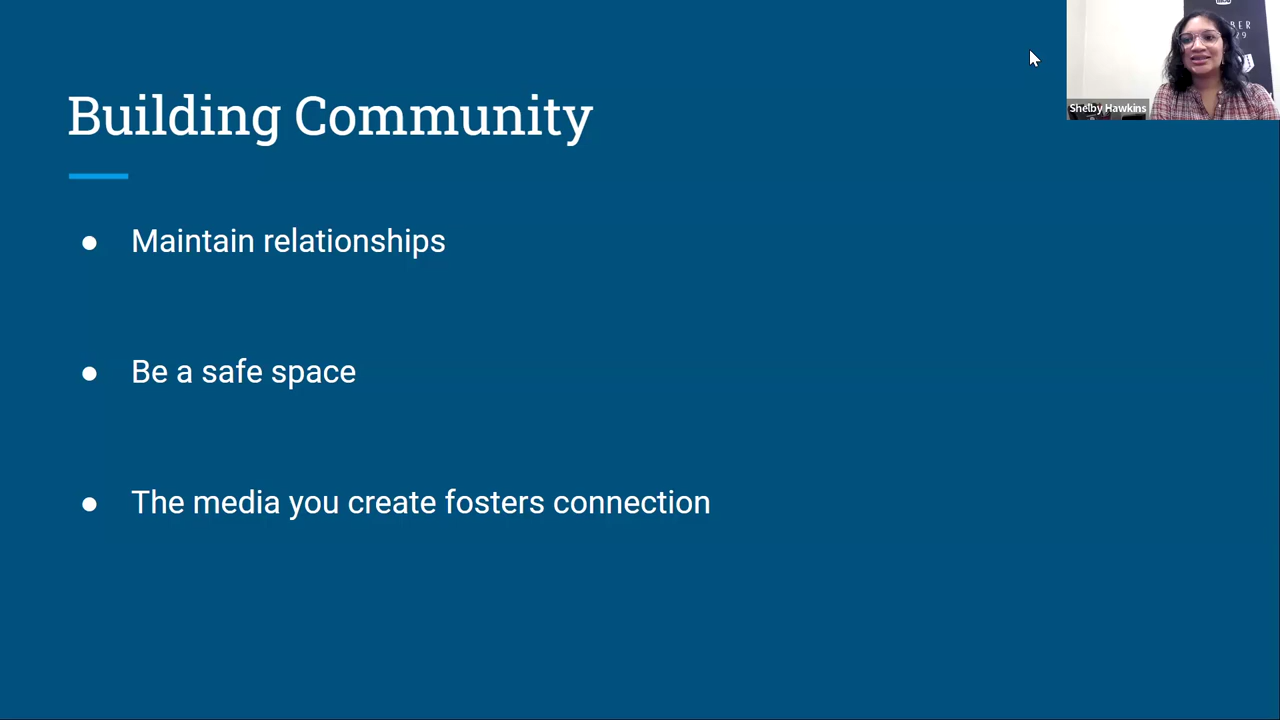 Building Community
● Maintain relationships
● Be a safe space
● The media you create fosters connection
Shelby Hawkins